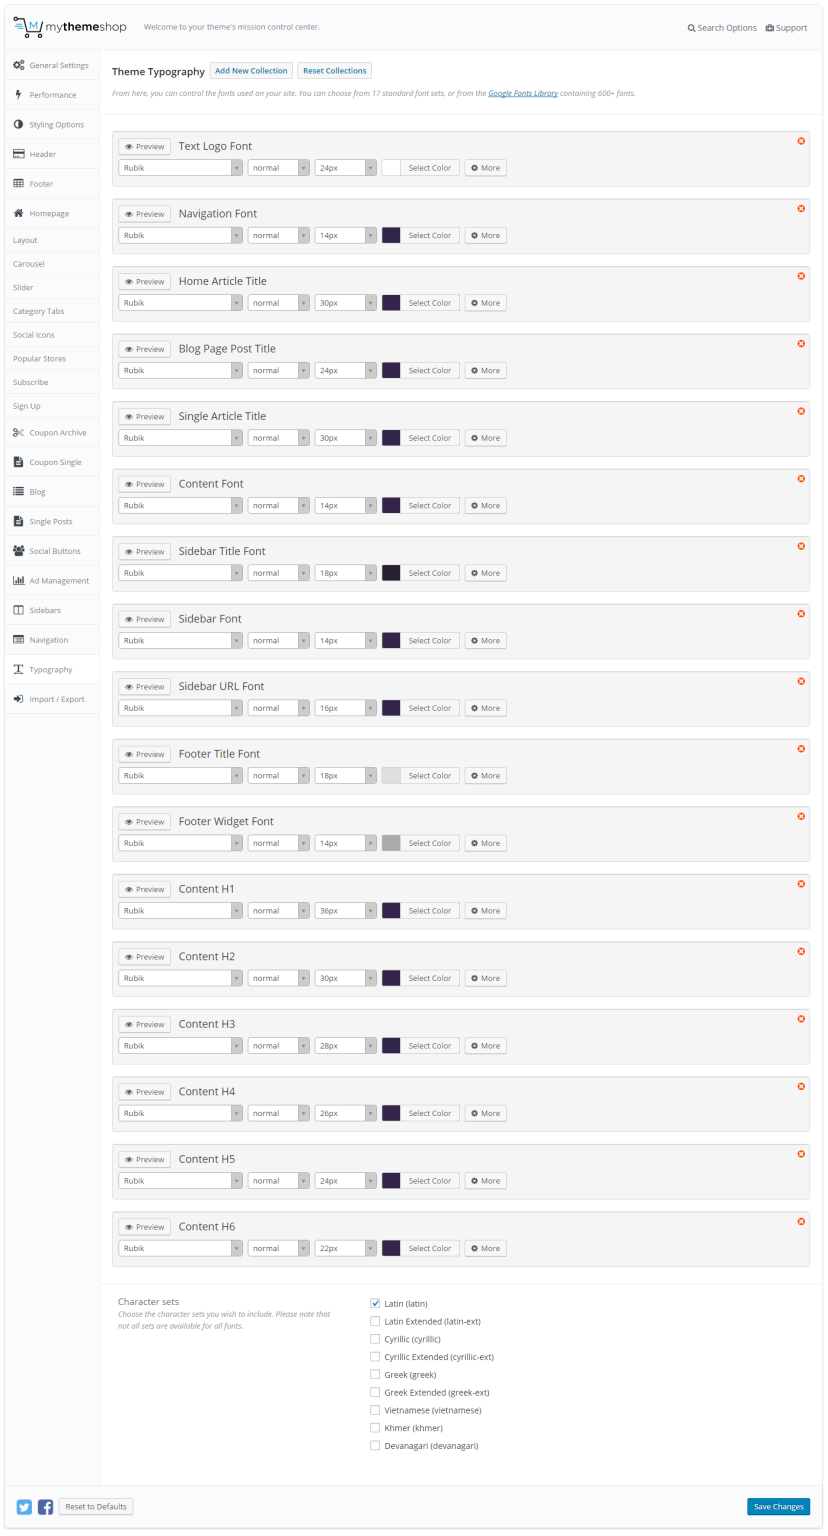 mythemeshop
Welcome to your theme's mission control center.
Search Options
Support
General Settings
Performance
Styling Options
Header
Footer
Homepage
Layout
Carousel
Slider
Category Tabs
Social Icons
Popular Stores
Subscribe
Sign Up
Coupon Archive
Coupon Single
Blog
Single Posts
Social Buttons
Ad Management
Sidebars
Navigation
Typography
Import / Export
Theme Typography
Add New Collection
Reset Collections
From here, you can control the fonts used on your site. You can choose from 17 standard font sets, or from the Google Fonts Library containing 600+ fonts.
Preview Text Logo Font
Rubik normal 24px Select Color More
Preview Navigation Font
Rubik normal 14px Select Color More
Preview Home Article Title
Rubik normal 30px Select Color More
Preview Blog Page Post Title
Rubik normal 24px Select Color More
Preview Single Article Title
Rubik normal 30px Select Color More
Preview Content Font
Rubik normal 14px Select Color More
Preview Sidebar Title Font
Rubik normal 18px Select Color More
Preview Sidebar Font
Rubik normal 14px Select Color More
Preview Sidebar URL Font
Rubik normal 16px Select Color More
Preview Footer Title Font
Rubik normal 18px Select Color More
Preview Footer Widget Font
Rubik normal 14px Select Color More
Preview Content H1
Rubik normal 36px Select Color More
Preview Content H2
Rubik normal 30px Select Color More
Preview Content H3
Rubik normal 28px Select Color More
Preview Content H4
Rubik normal 26px Select Color More
Preview Content H5
Rubik normal 24px Select Color More
Preview Content H6
Rubik normal 22px Select Color More
Character sets
Choose the character sets you wish to include. Please note that
not all sets are available for all fonts.
Latin (latin)
Latin Extended (latin-ext)
Cyrillic (cyrillic)
Cyrillic Extended (cyrillic-ext)
Greek (greek)
Greek Extended (greek-ext)
Vietnamese (vietnamese)
Khmer (khmer)
Devanagari (devanagari)
Reset to Defaults
Save Changes